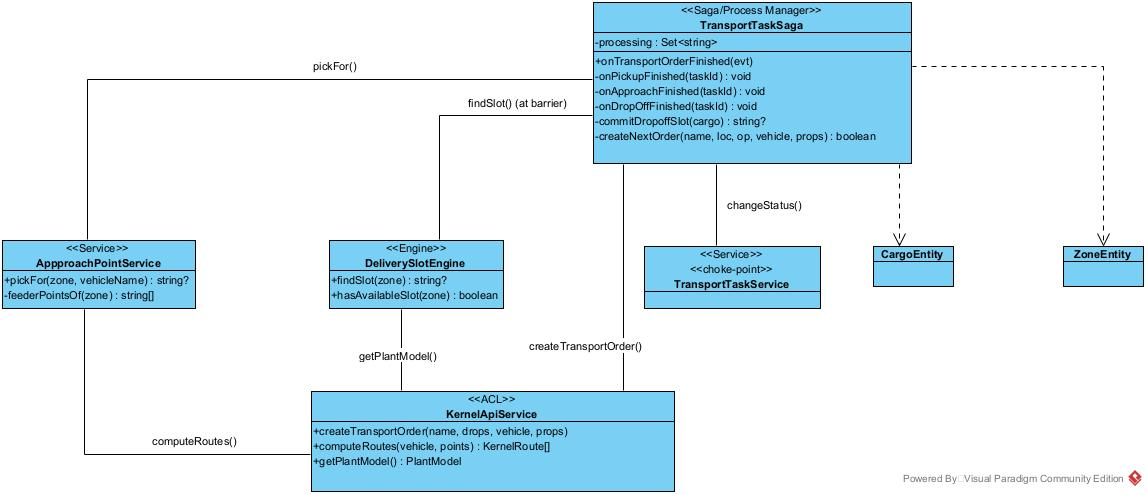 <<Saga/Process Manager>>
TransportTaskSaga
-processing : Set<string>
+onTransportOrderFinished(evt)
-onPickupFinished(taskId) : void
-onApproachFinished(taskId) : void
-onDropOffFinished(taskId) : void
-commitDropoffSlot(cargo) : string?
-createNextOrder(name, loc, op, vehicle, props) : boolean
pickFor()
findSlot() (at barrier)
changeStatus()
<<Service>>
AppproachPointService
+pickFor(zone, vehicleName) : string?
-feederPointsOf(zone) : string[]
<<Engine>>
DeliverySlotEngine
+findSlot(zone) : string?
+hasAvailableSlot(zone) : boolean
<<Service>>
<<choke-point>>
TransportTaskService
CargoEntity
ZoneEntity
getPlantModel()
createTransportOrder()
computeRoutes()
<<ACL>>
KernelApiService
+createTransportOrder(name, drops, vehicle, props)
+computeRoutes(vehicle, points) : KernelRoute[]
+getPlantModel() : PlantModel
Powered By Visual Paradigm Community Edition